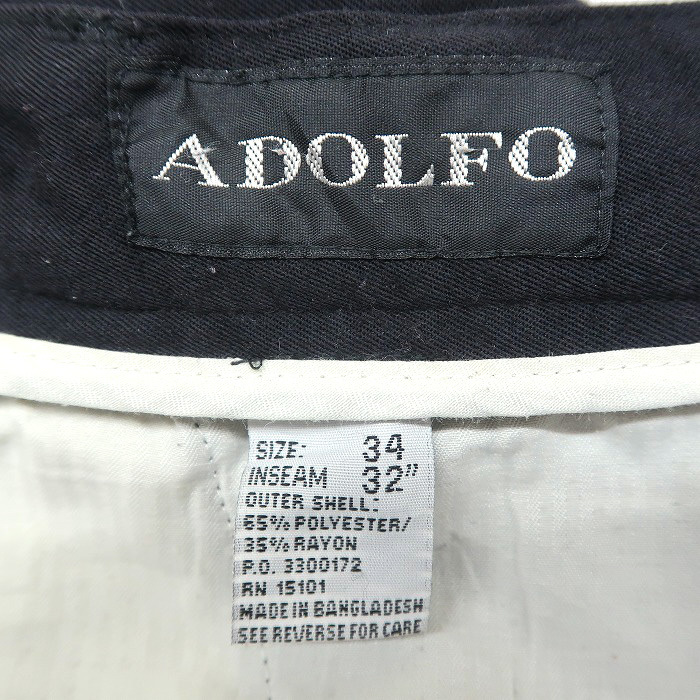 ADOLFO
SIZE: 34
INSEAM 32"
OUTER SHELL:
65% POLYESTER/
35% RAYON
P.O. 3300172
RN 15101
MADE IN BANGLADESH
SEE REVERSE FOR CARE